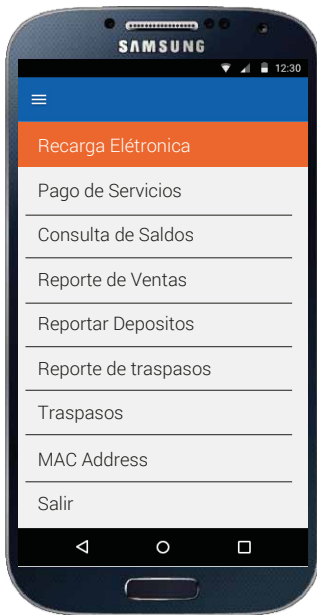 SAMSUNG
12:30
Recarga Elétronica
Pago de Servicios
Consulta de Saldos
Reporte de Ventas
Reportar Depositos
Reporte de traspasos
Traspasos
MAC Address
Salir